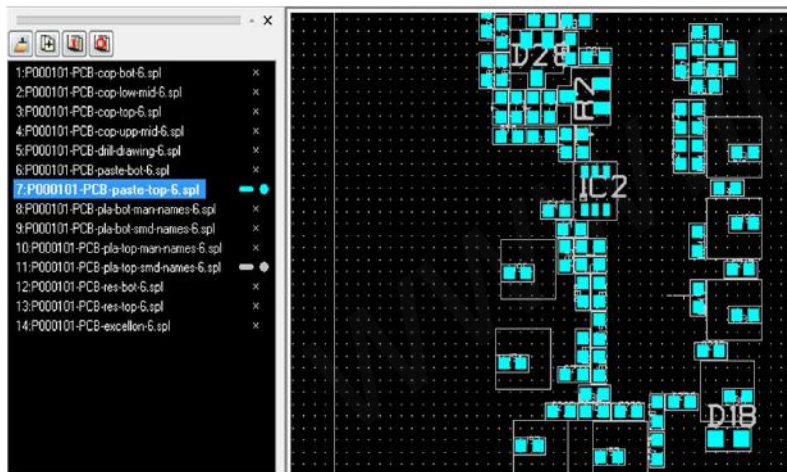 1:P000101-PCB-cop-bot-6.spl
2:P000101-PCB-cop-low-mid-6.spl
3:P000101-PCB-cop-top-6.spl
4:P000101-PCB-cop-upp-mid-6.spl
5:P000101-PCB-drill-drawing-6.spl
6:P000101-PCB-paste-bot-6.spl
7:P000101-PCB-paste-top-6.spl
8:P000101-PCB-pla-bot-man-names-6.spl
9:P000101-PCB-pla-bot-smd-names-6.spl
10:P000101-PCB-pla-top-man-names-6.spl
11:P000101-PCB-pla-top-smd-names-6.spl
12:P000101-PCB-res-bot-6.spl
13:P000101-PCB-res-top-6.spl
14:P000101-PCB-excellon-6.spl
D28
R7
IC2
D18